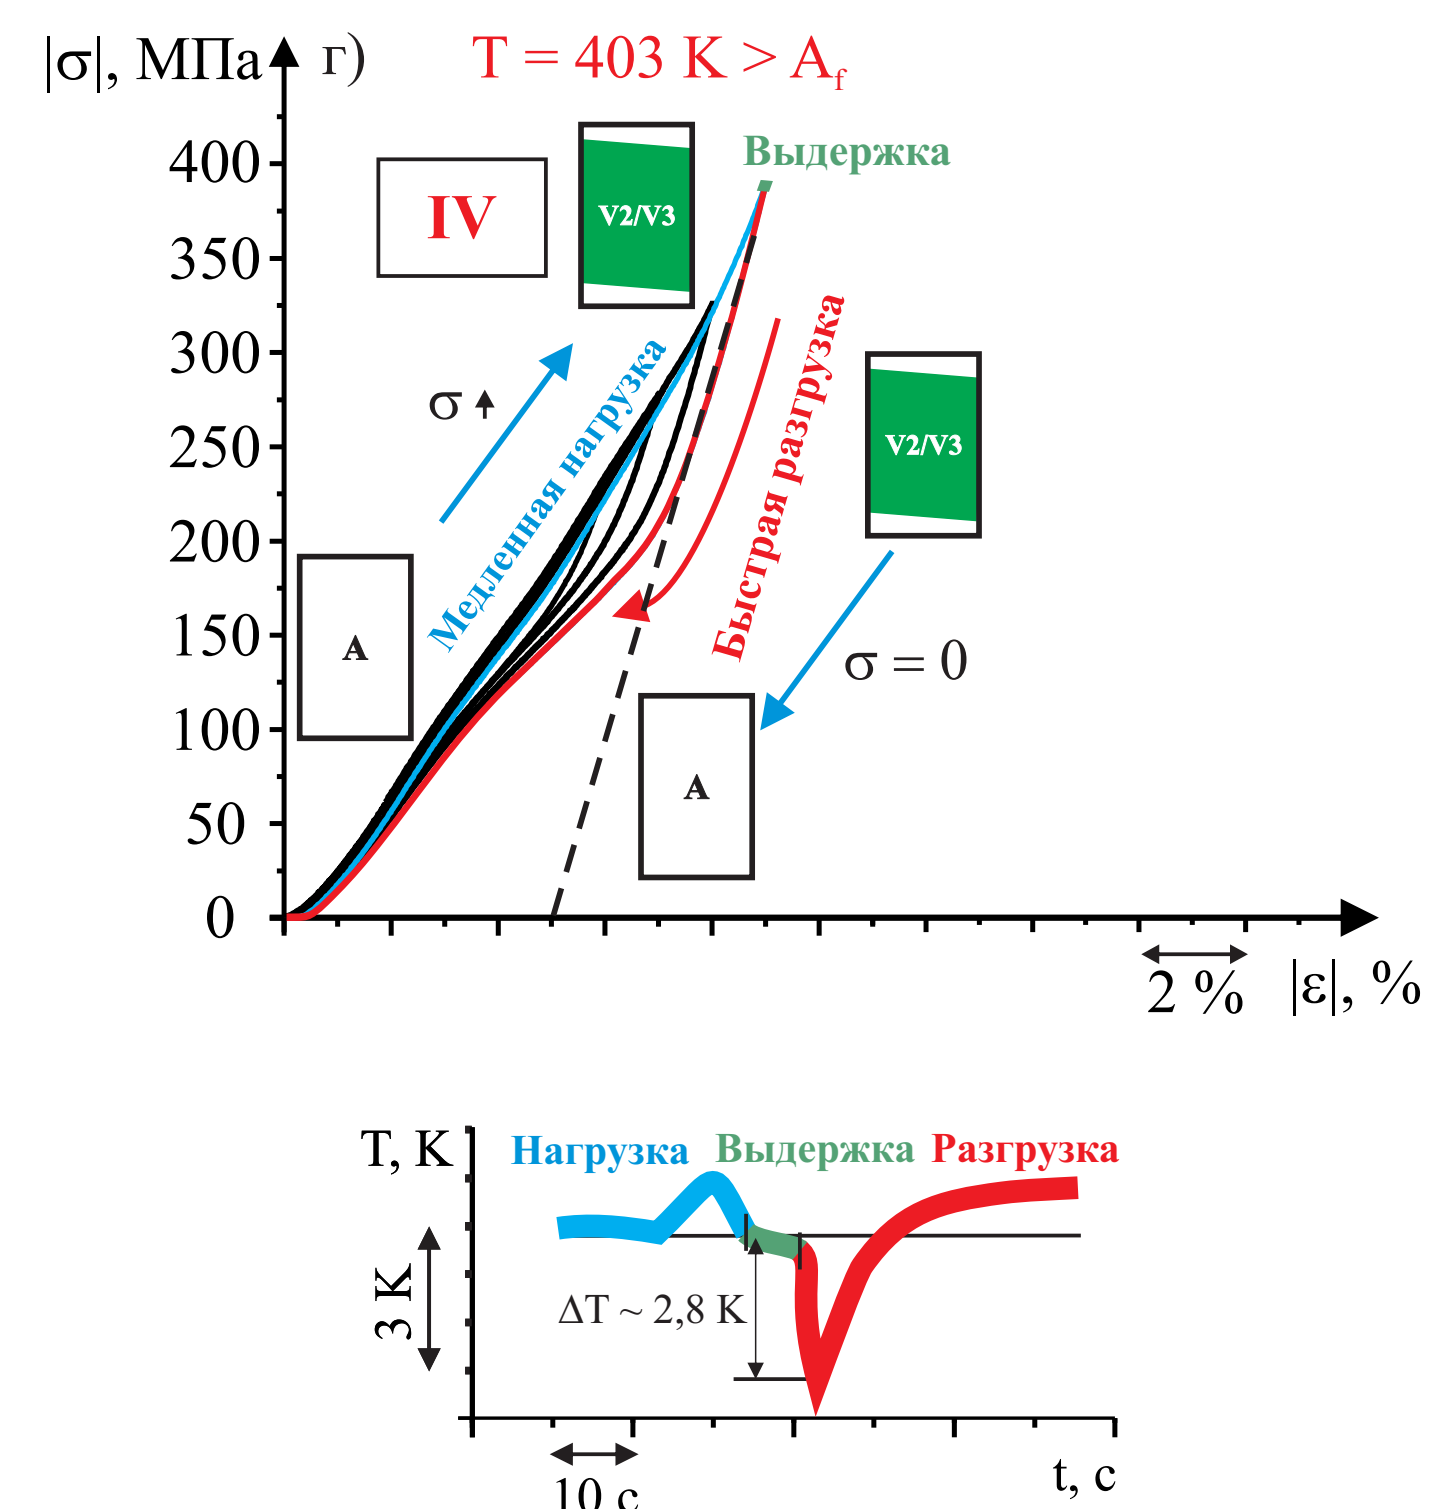 |σ|, МПа
г)
T = 403 K > Af
Выдержка
400
IV
V2/V3
350
300
Медленная нагрузка
Быстрая разгрузка
σ
250
V2/V3
200
150
A
σ = 0
100
A
50
0
2 %
|ε|, %
T, K
Нагрузка
Выдержка
Разгрузка
3 K
ΔT ~ 2,8 K
10 с
t, с